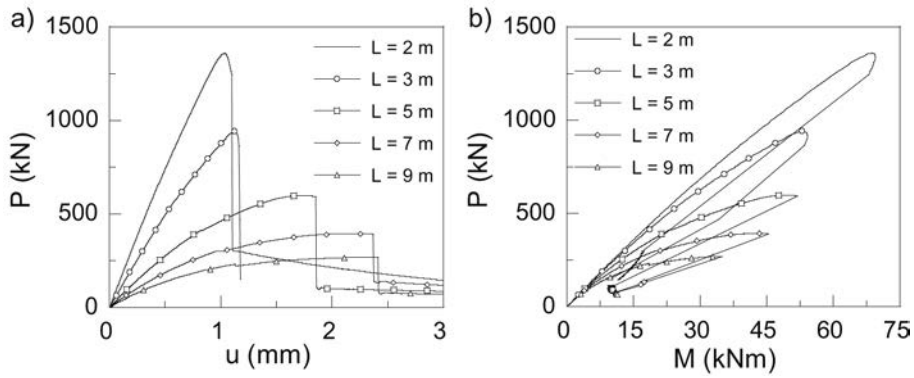 a)
1500
1000
500
0
P (kN)
0
1
2
3
u (mm)
L = 2 m
L = 3 m
L = 5 m
L = 7 m
L = 9 m
b)
1500
1000
500
0
P (kN)
0
15
30
45
60
75
M (kNm)
L = 2 m
L = 3 m
L = 5 m
L = 7 m
L = 9 m